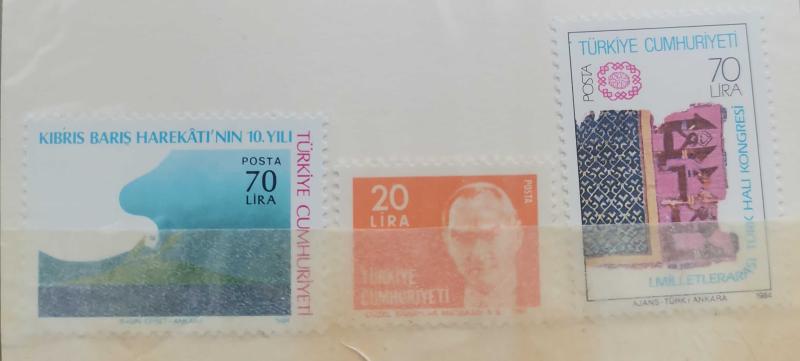 KIBRIS BARIŞ HAREKÂTI'NIN 10. YILI
POSTA
70
LİRA
TÜRKİYE CUMHURİYETİ
1984
20
LİRA
POSTA
TÜRKİYE
CUMHURİYETİ
TÜRKİYE CUMHURİYETİ
POSTA
70
LİRA
I.MİLLETLERARASI TÜRK HALI KONGRESİ
AJANS-TÜRK/ANKARA
1984